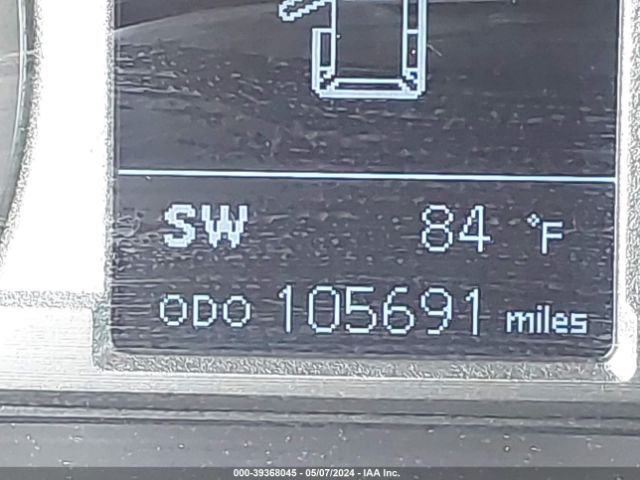 SW 84 °F
ODO 105691 miles
000-39368045 - 05/07/2024 - IAA Inc.